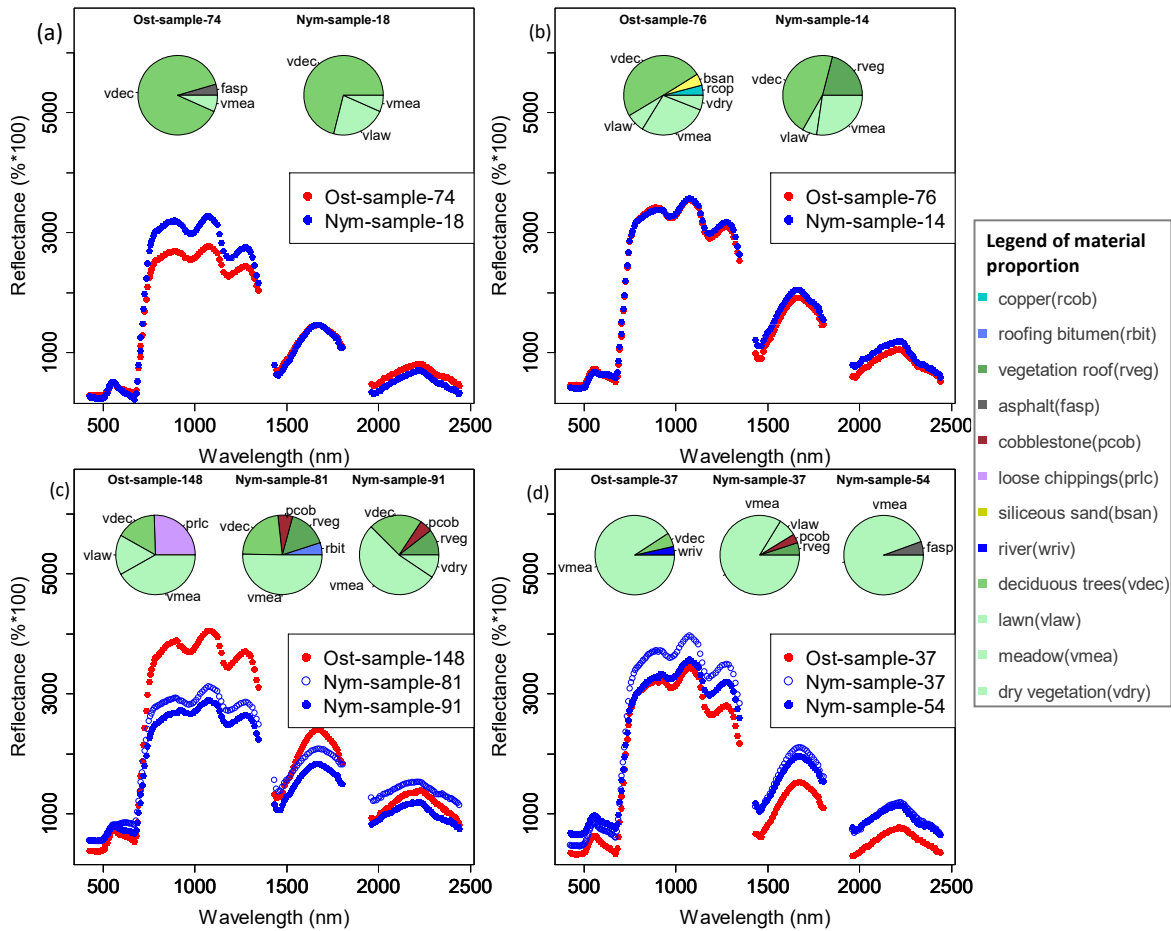 (a) Ost-sample-74 Nym-sample-18
vdec
fasp
vmea
vdec
vmea
vlaw
Ost-sample-74
Nym-sample-18
Reflectance (%*100)
5000
3000
1000
500 1000 1500 2000 2500
Wavelength (nm)
(b) Ost-sample-76 Nym-sample-14
vdec
bsan
rcop
vdry
vmea
vlaw
vdec
rveg
vmea
vlaw
Ost-sample-76
Nym-sample-14
Reflectance (%*100)
5000
3000
1000
500 1000 1500 2000 2500
Wavelength (nm)
(c) Ost-sample-148 Nym-sample-81 Nym-sample-91
vdec
prlc
vlaw
vmea
vdec
pcob
rveg
rbit
vmea
vdec
pcob
rveg
vdry
vmea
Ost-sample-148
Nym-sample-81
Nym-sample-91
Reflectance (%*100)
5000
3000
1000
500 1000 1500 2000 2500
Wavelength (nm)
(d) Ost-sample-37 Nym-sample-37 Nym-sample-54
vdec
wriv
vmea
vmea
vlaw
pcob
rveg
vmea
fasp
Ost-sample-37
Nym-sample-37
Nym-sample-54
Reflectance (%*100)
5000
3000
1000
500 1000 1500 2000 2500
Wavelength (nm)
Legend of material
proportion
copper(rcob)
roofing bitumen(rbit)
vegetation roof(rveg)
asphalt(fasp)
cobblestone(pcob)
loose chippings(prlc)
siliceous sand(bsan)
river(wriv)
deciduous trees(vdec)
lawn(vlaw)
meadow(vmea)
dry vegetation(vdry)